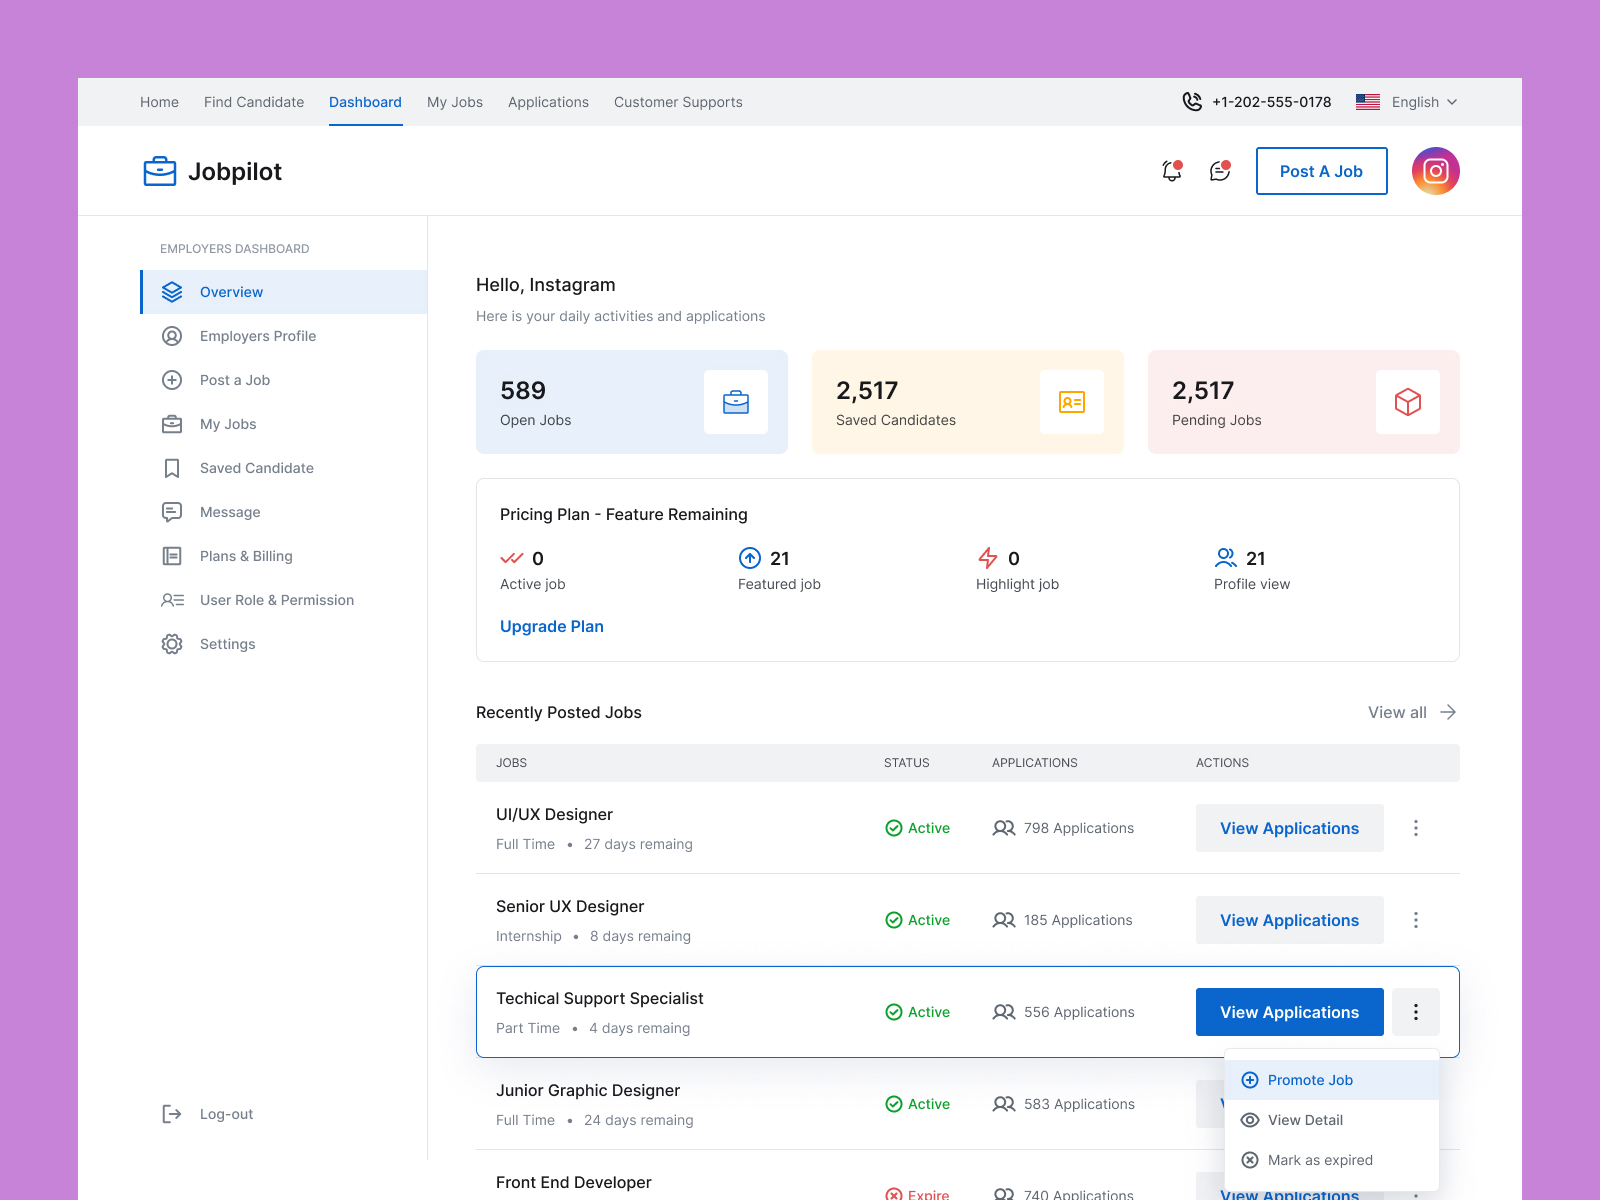 Home Find Candidate Dashboard My Jobs Applications Customer Supports +1-202-555-0178 English
Jobpilot Post A Job
EMPLOYERS DASHBOARD
Overview
Employers Profile
Post a Job
My Jobs
Saved Candidate
Message
Plans & Billing
User Role & Permission
Settings
Log-out
Hello, Instagram
Here is your daily activities and applications
589
Open Jobs
2,517
Saved Candidates
2,517
Pending Jobs
Pricing Plan - Feature Remaining
0 21 0 21
Active job Featured job Highlight job Profile view
Upgrade Plan
Recently Posted Jobs View all
JOBS STATUS APPLICATIONS ACTIONS
UI/UX Designer
Full Time • 27 days remaing
Active 798 Applications View Applications
Senior UX Designer
Internship • 8 days remaing
Active 185 Applications View Applications
Techical Support Specialist
Part Time • 4 days remaing
Active 556 Applications View Applications
Junior Graphic Designer
Full Time • 24 days remaing
Active 583 Applications
Promote Job
View Detail
Mark as expired
Front End Developer
Expire 740 Applications View Applications